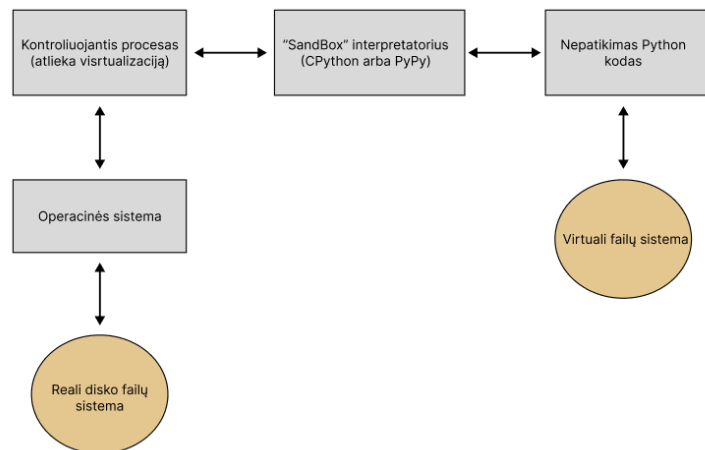 Kontroliuojantis procesas
(atlieka visrtualizaciją)
“SandBox” interpretatorius
(CPython arba PyPy)
Nepatikimas Python
kodas
Operacinės sistema
Virtuali failų sistema
Reali disko failų
sistema